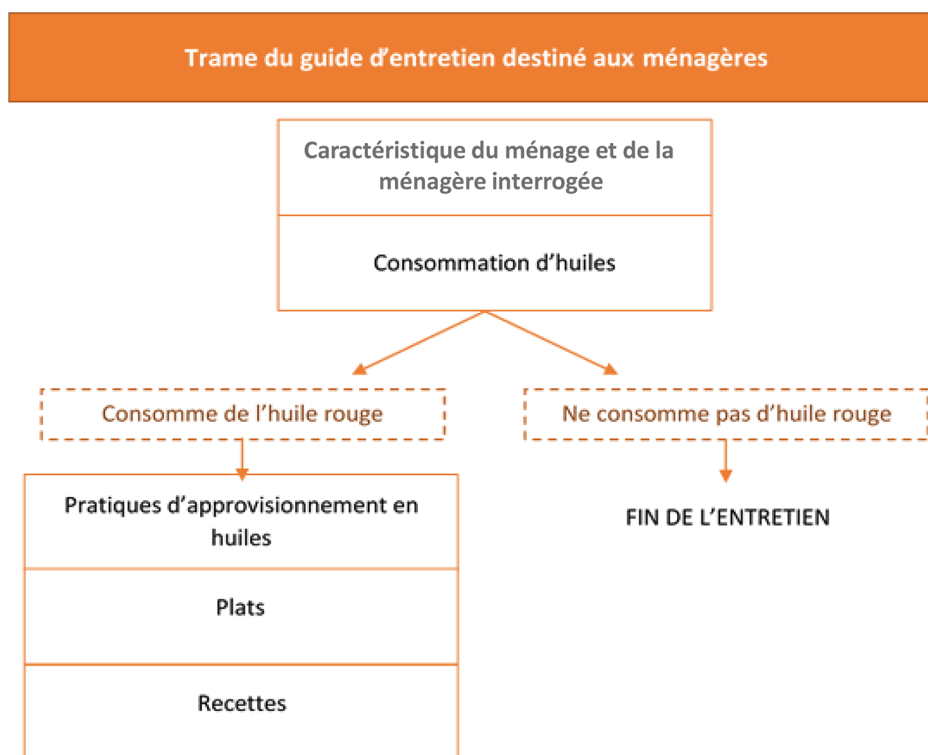 Trame du guide d'entretien destiné aux ménagères
Caractéristique du ménage et de la
ménagère interrogée
Consommation d'huiles
Consomme de l'huile rouge
Ne consomme pas d'huile rouge
Pratiques d'approvisionnement en
huiles
FIN DE L'ENTRETIEN
Plats
Recettes